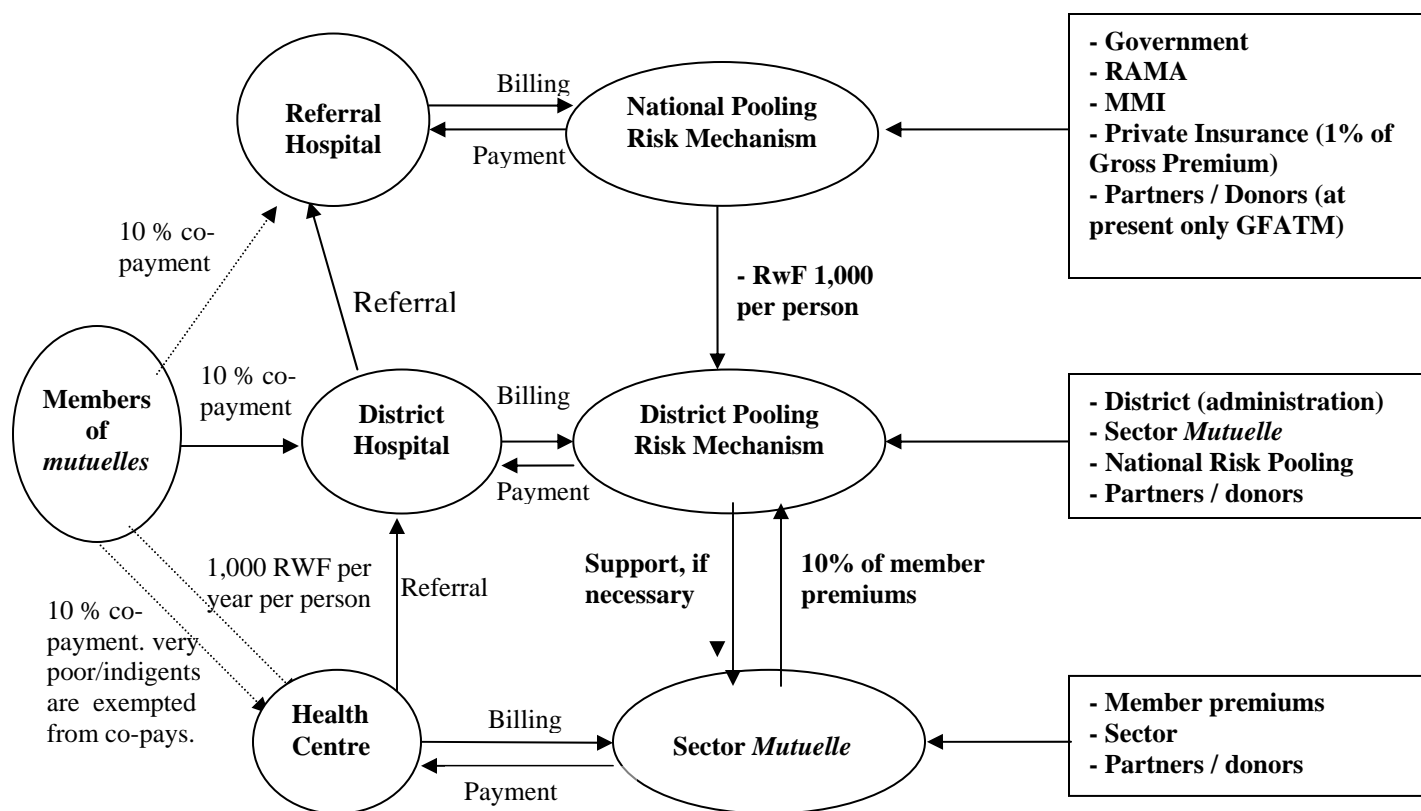 Referral
Hospital
Billing
Payment
National Pooling
Risk Mechanism
- Government
- RAMA
- MMI
- Private Insurance (1% of
Gross Premium)
- Partners / Donors (at
present only GFATM)
10 % co-
payment
Referral
- RwF 1,000
per person
Members
of
mutuelles
10 % co-
payment
District
Hospital
Billing
Payment
District Pooling
Risk Mechanism
- District (administration)
- Sector Mutuelle
- National Risk Pooling
- Partners / donors
1,000 RWF per
year per person
Referral
Support, if
necessary
10% of member
premiums
10 % co-
payment. very
poor/indigents
are exempted
from co-pays.
Health
Centre
Billing
Payment
Sector Mutuelle
- Member premiums
- Sector
- Partners / donors